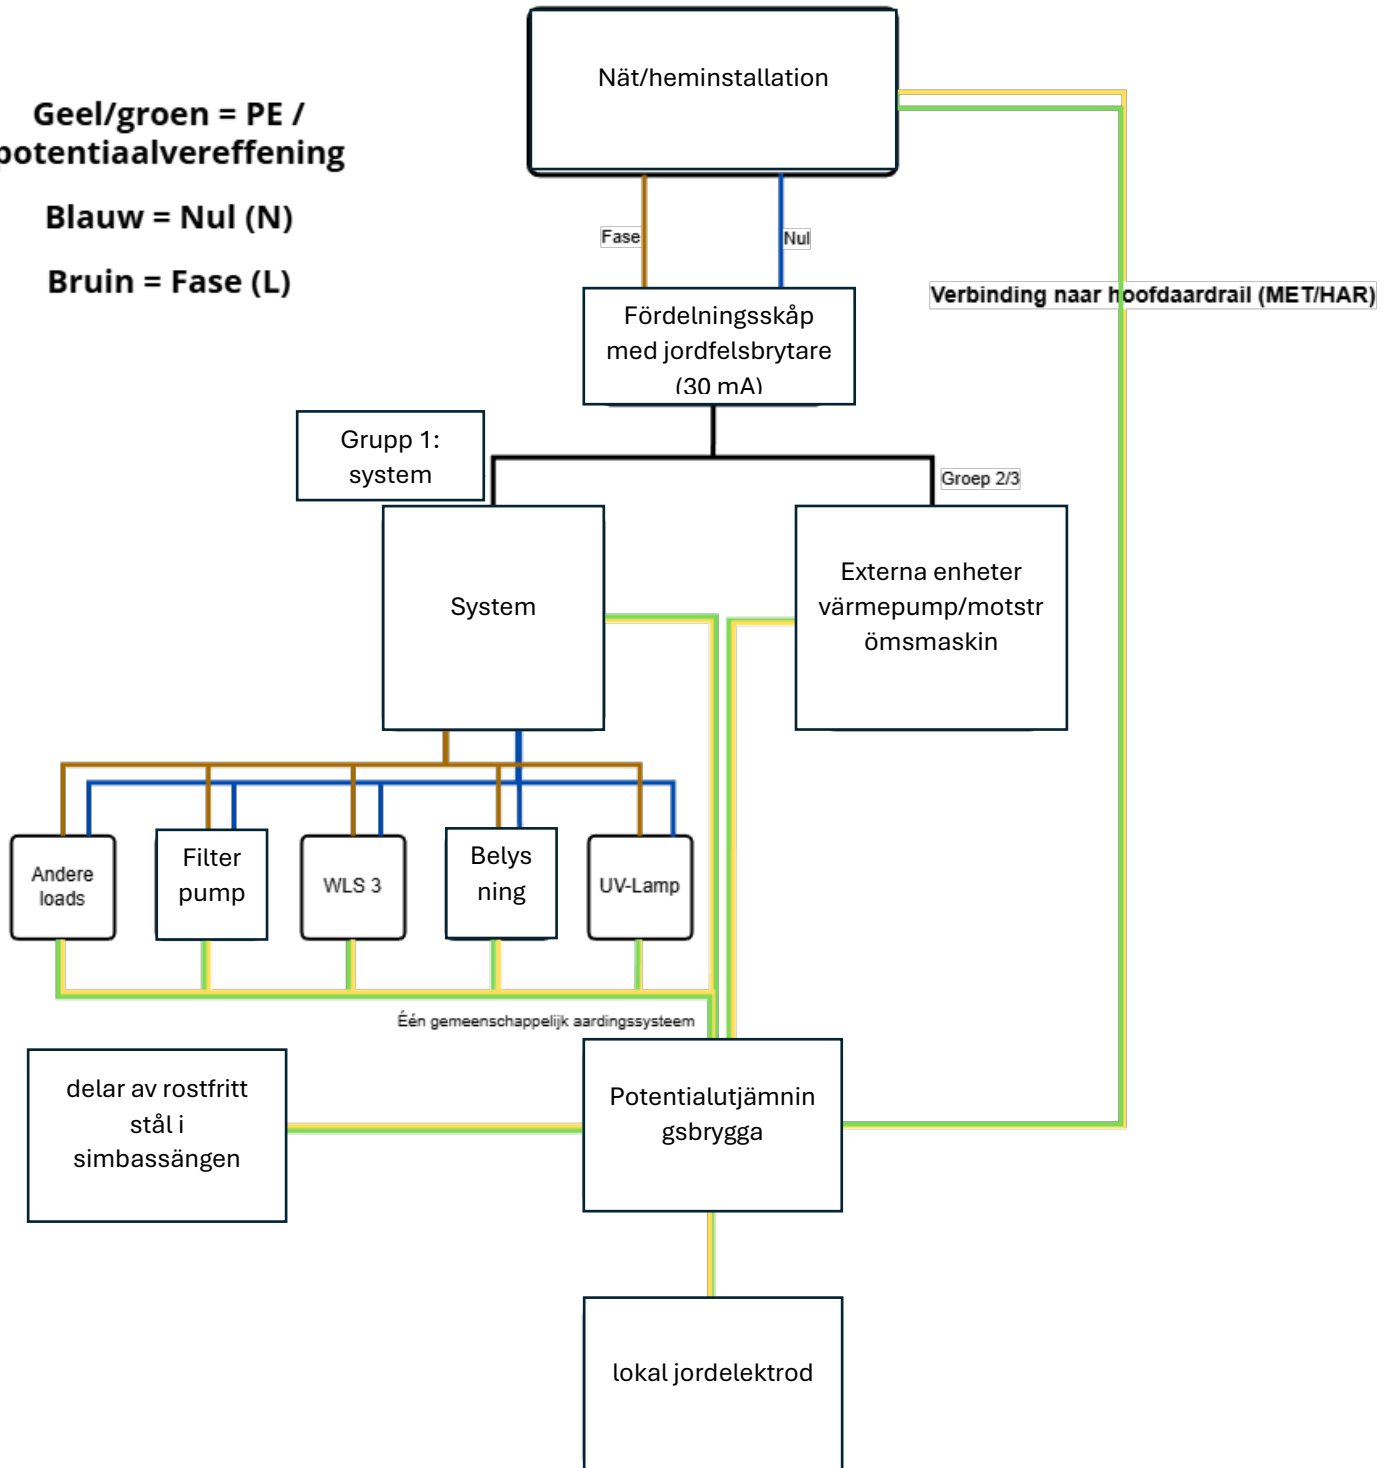 Nät/heminstallation
Geel/groen = PE /
potentiaalvereffening
Blauw = Nul (N)
Bruin = Fase (L)
Fase
Nul
Verbinding naar hoofdaardrail (MET/HAR)
Fördelningsskåp
med jordfelsbrytare
(30 mA)
Grupp 1:
system
Groep 2/3
System
Externa enheter
värmepump/motstr
ömsmaskin
Andere
loads
Filter
pump
WLS 3
Belys
ning
UV-Lamp
Één gemeenschappelijk aardingssysteem
delar av rostfritt
stål i
simbassängen
Potentialutjämnin
gsbrygga
lokal jordelektrod